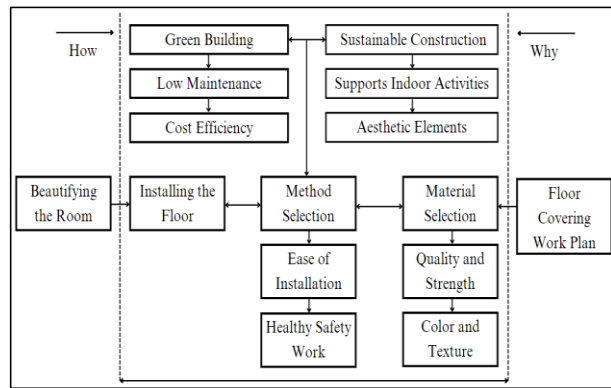 How
Green Building
Sustainable Construction
Why
Low Maintenance
Supports Indoor Activities
Cost Efficiency
Aesthetic Elements
Beautifying
the Room
Installing the
Floor
Method
Selection
Material
Selection
Floor
Covering
Work Plan
Ease of
Installation
Quality and
Strength
Healthy Safety
Work
Color and
Texture